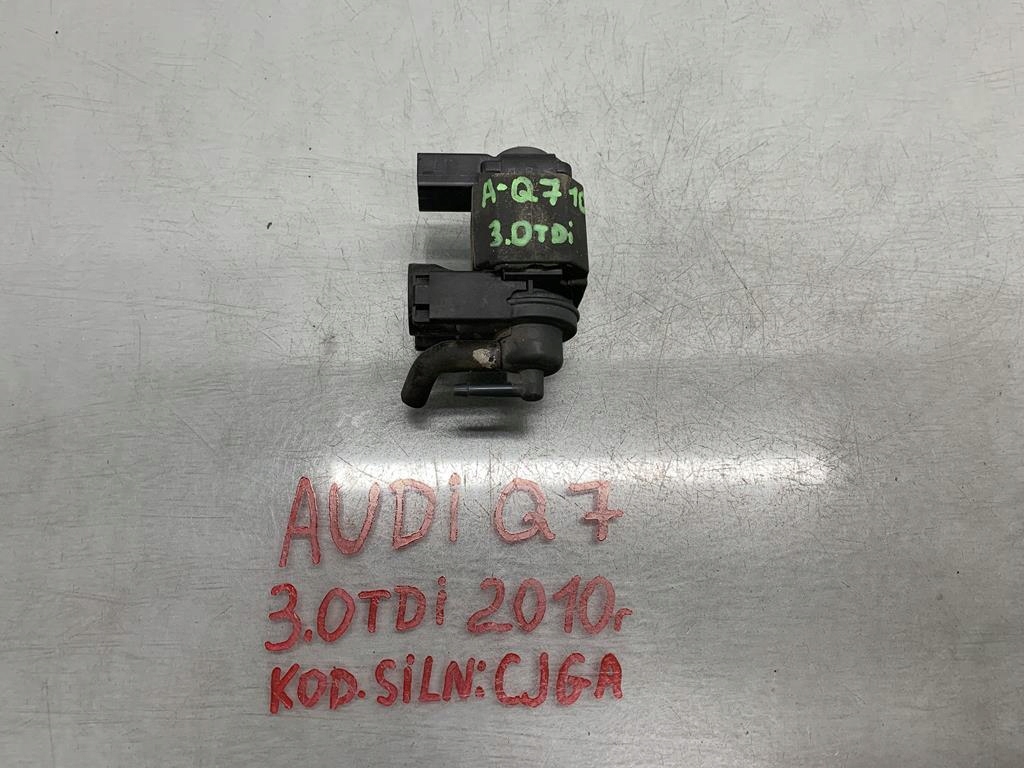 A-Q7 10
3.0TDi
AUDi Q7
3.0TDi 2010r
KOD.SiLN:CJGA